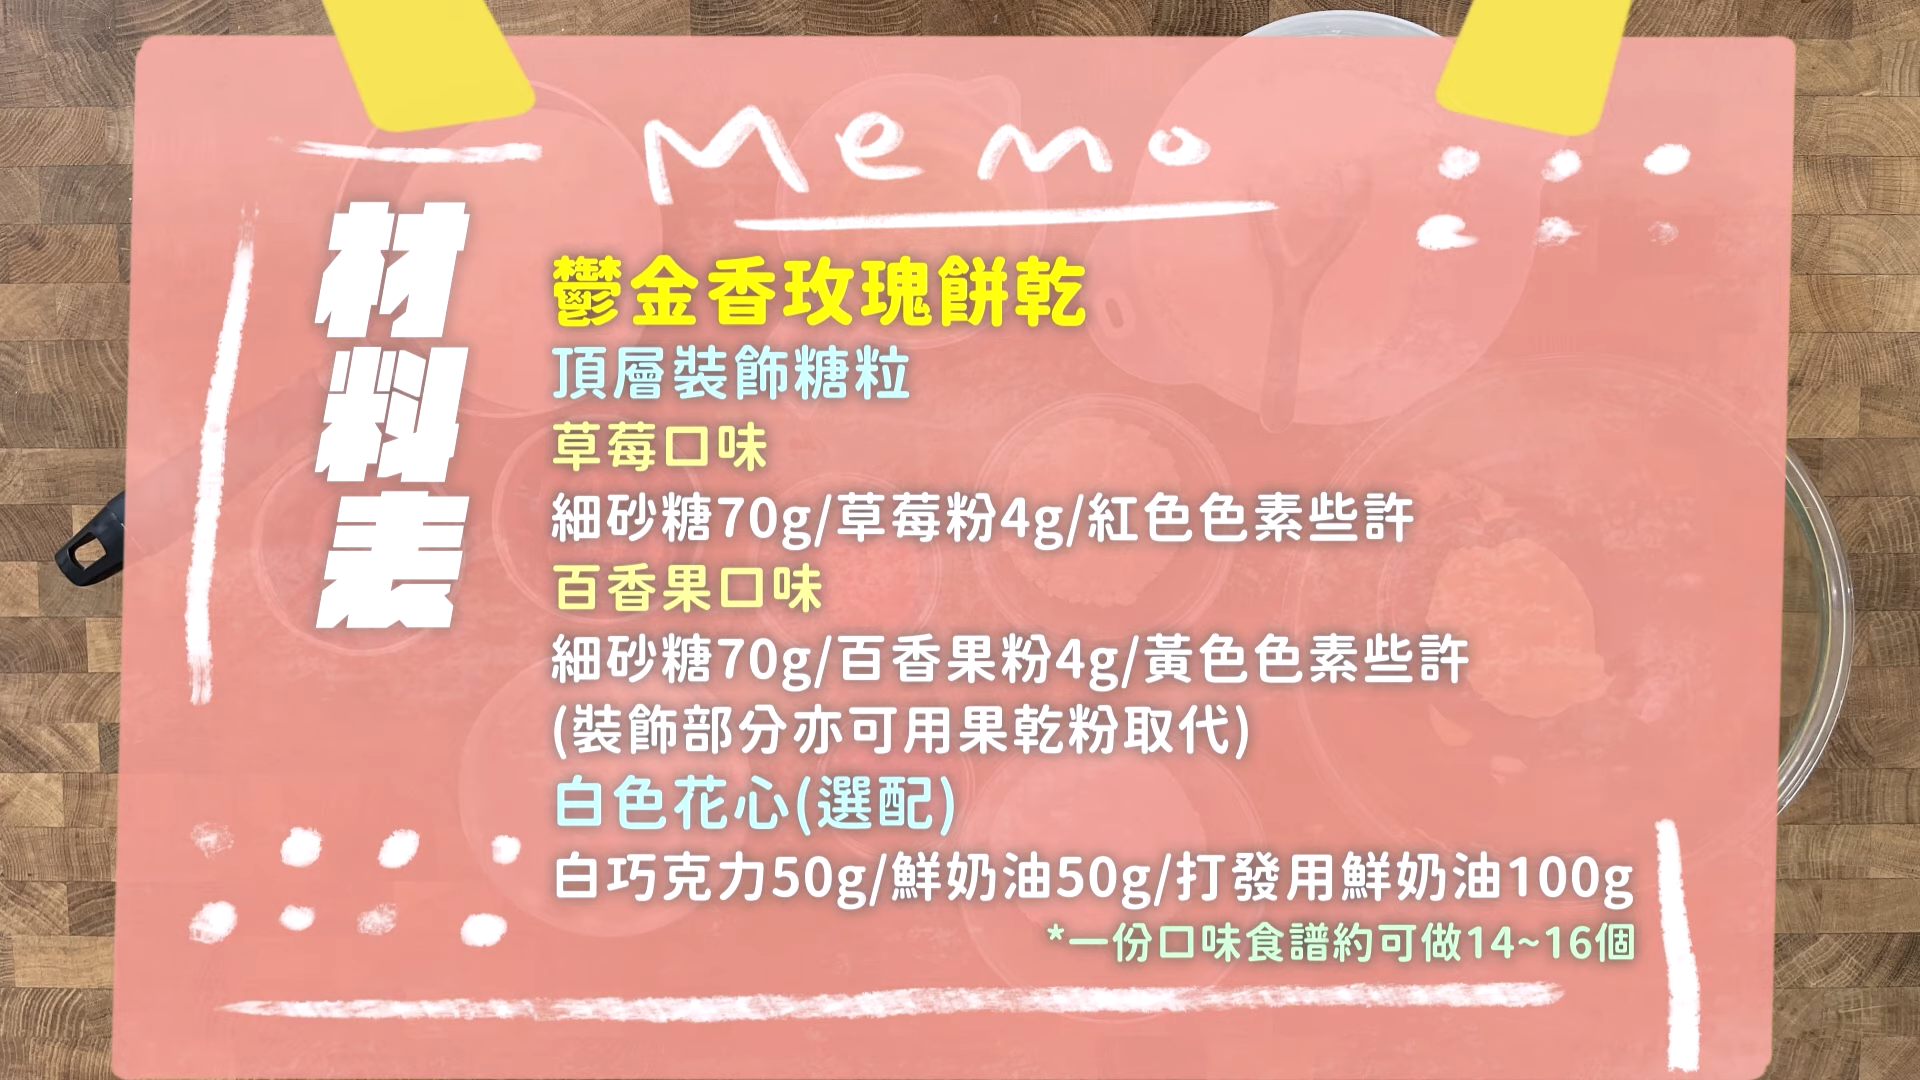 Memo
材料表
鬱金香玫瑰餅乾
頂層裝飾糖粒
草莓口味
細砂糖70g/草莓粉4g/紅色色素些許
百香果口味
細砂糖70g/百香果粉4g/黃色色素些許
(裝飾部分亦可用果乾粉取代)
白色花心(選配)
白巧克力50g/鮮奶油50g/打發用鮮奶油100g
*一份口味食譜約可做14~16個